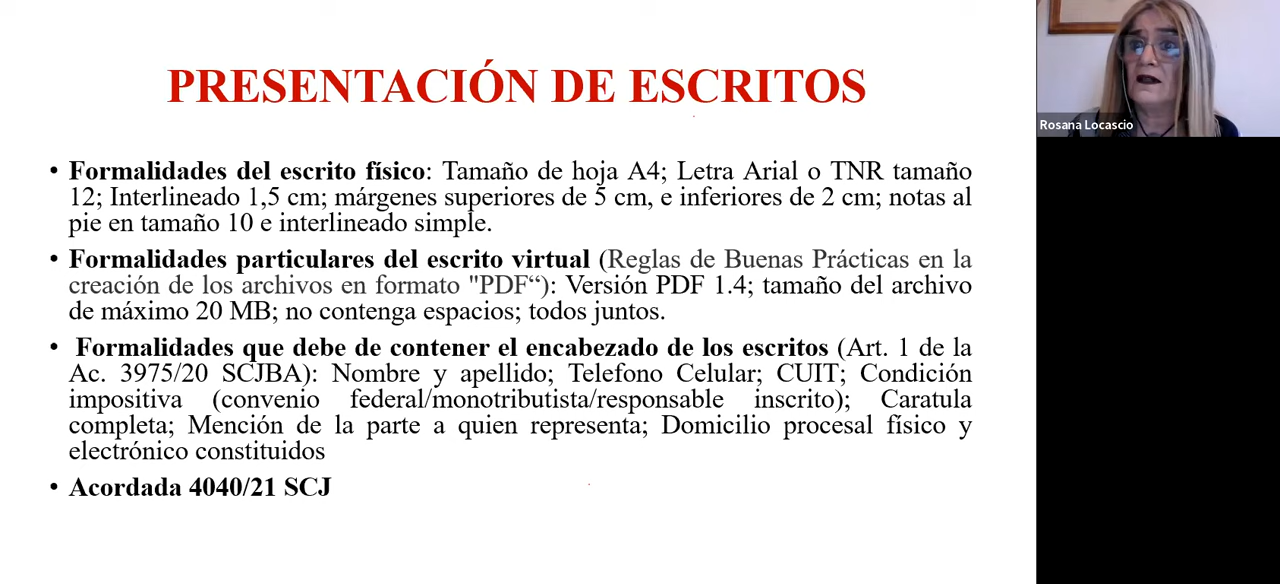 PRESENTACIÓN DE ESCRITOS
• Formalidades del escrito físico: Tamaño de hoja A4; Letra Arial o TNR tamaño
12; Interlineado 1,5 cm; márgenes superiores de 5 cm, e inferiores de 2 cm; notas al
pie en tamaño 10 e interlineado simple.
• Formalidades particulares del escrito virtual (Reglas de Buenas Prácticas en la
creación de los archivos en formato "PDF“): Versión PDF 1.4; tamaño del archivo
de máximo 20 MB; no contenga espacios; todos juntos.
• Formalidades que debe de contener el encabezado de los escritos (Art. 1 de la
Ac. 3975/20 SCJBA): Nombre y apellido; Telefono Celular; CUIT; Condición
impositiva (convenio federal/monotributista/responsable inscrito); Caratula
completa; Mención de la parte a quien representa; Domicilio procesal físico y
electrónico constituidos
• Acordada 4040/21 SCJ
Rosana Locascio